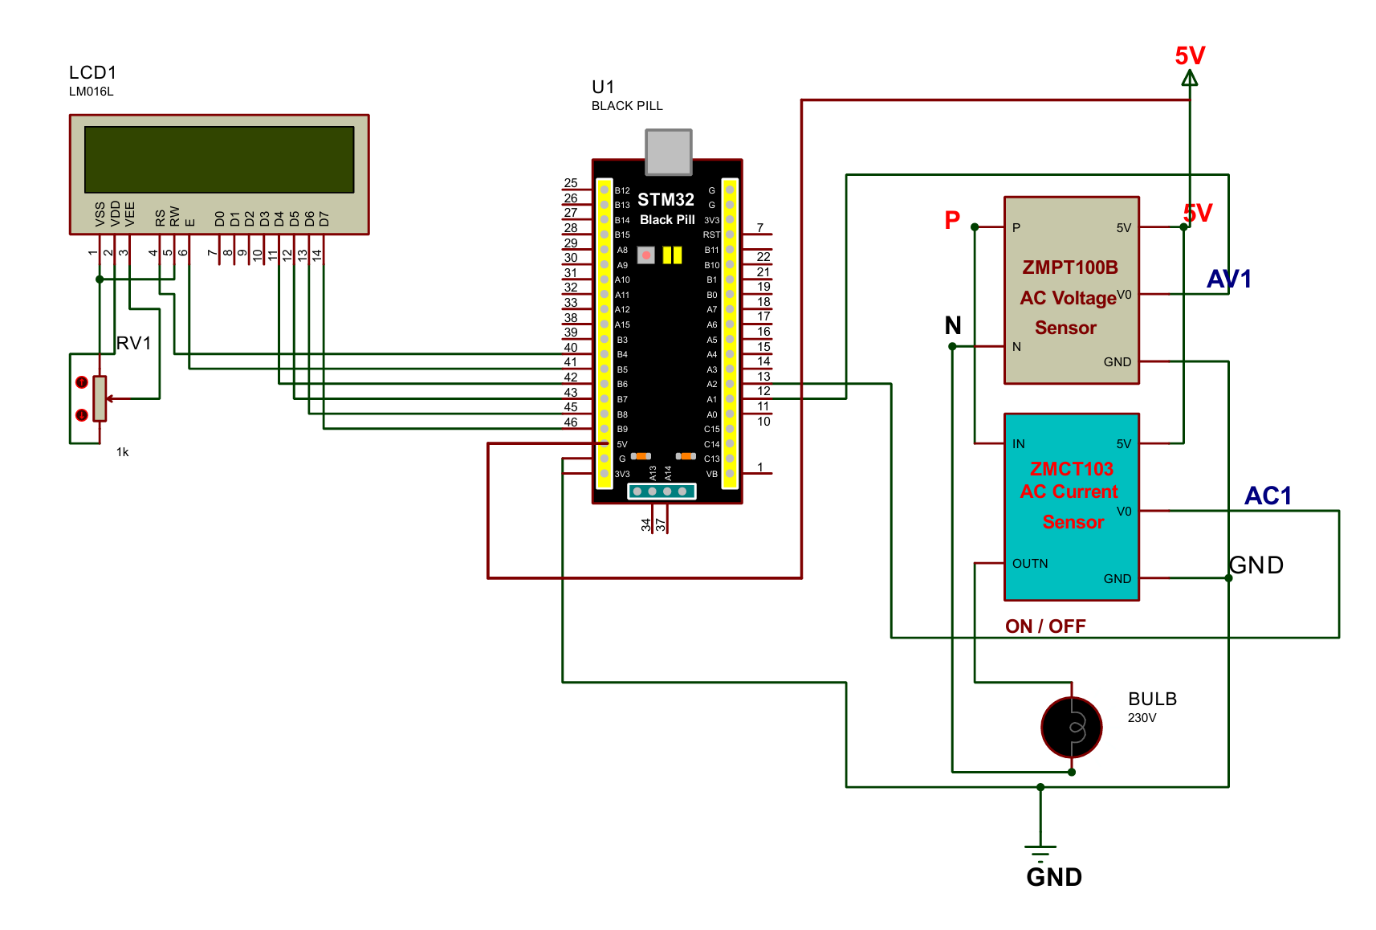 LCD1
LM016L
VSS
VDD
VEE
RS
RW
E
D0
D1
D2
D3
D4
D5
D6
D7
1
2
3
4
5
6
7
8
9
10
11
12
13
14
RV1
1k
U1
BLACK PILL
STM32
Black Pill
25 B12
26 B13
27 B14
28 B15
29 A8
30 A9
31 A10
32 A11
33 A12
38 A15
39 B3
40 B4
41 B5
42 B6
43 B7
45 B8
46 B9
5V
G
3V3
G
G
3V3
RST 7
B11
B10 22
B1 21
B0 19
A7 18
A6 17
A5 16
A4 15
A3 14
A2 13
A1 12
A0 11
C15 10
C14
C13
VB 1
A13
A14
34
37
5V
P
P
5V
5V
ZMPT100B
AC Voltage
Sensor
V0
AV1
N
N
GND
IN
5V
ZMCT103
AC Current
Sensor
V0
AC1
OUTN
GND
GND
ON / OFF
BULB
230V
GND